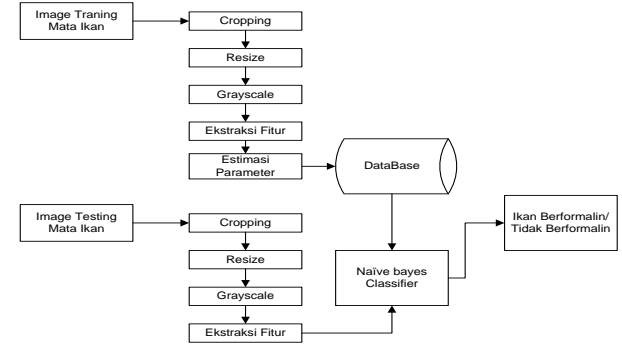 Image Traning
Mata Ikan
Cropping
Resize
Grayscale
Ekstraksi Fitur
Estimasi
Parameter
DataBase
Image Testing
Mata Ikan
Cropping
Resize
Grayscale
Ekstraksi Fitur
Naïve bayes
Classifier
Ikan Berformalin/
Tidak Berformalin